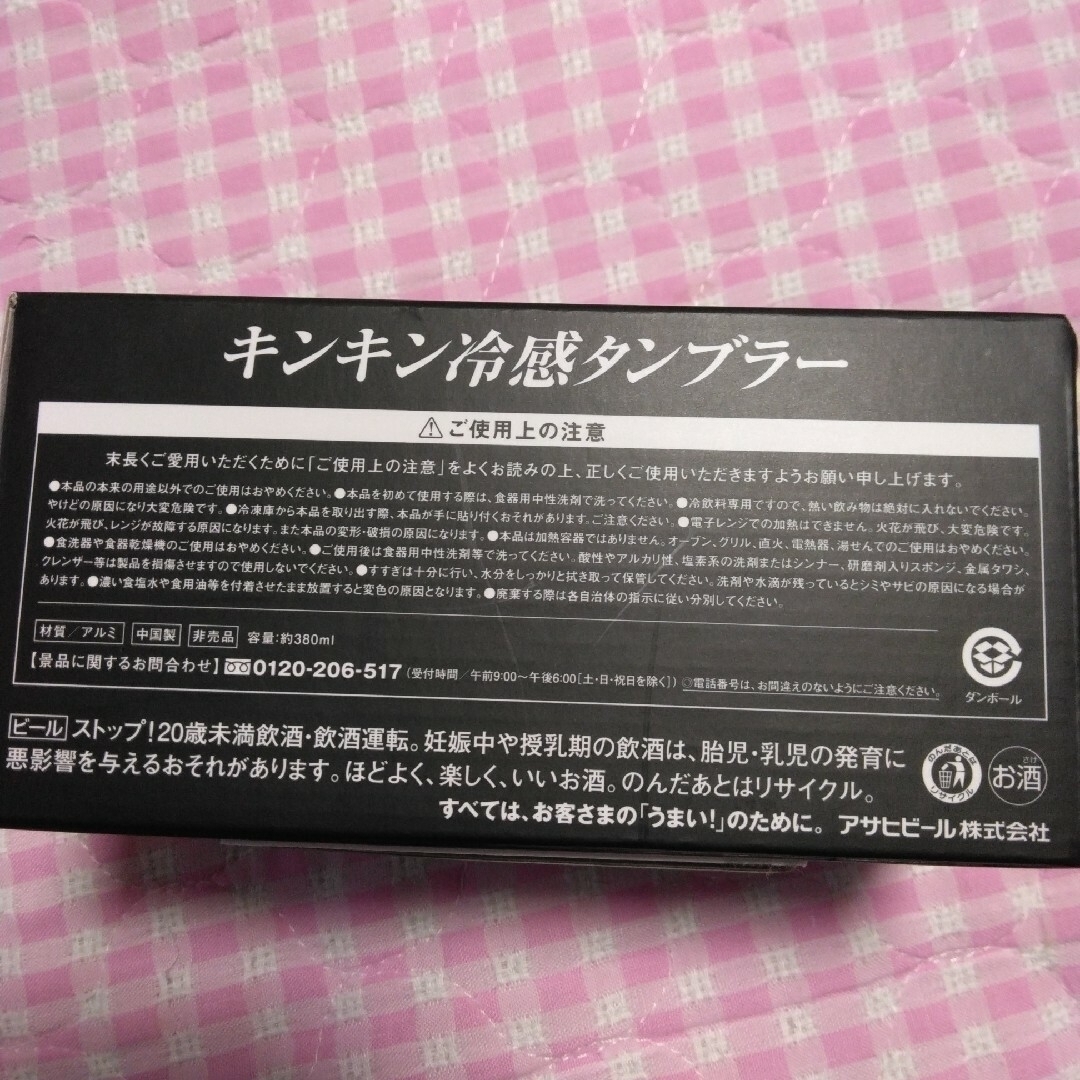 キンキン冷感タンブラー
⚠ご使用上の注意
末長くご愛用いただくために「ご使用上の注意」をよくお読みの上、正しくご使用いただきますようお願い申し上げます。
●本品の本来の用途以外でのご使用はおやめください。●本品を初めて使用する際は、食器用中性洗剤で洗ってください。●冷飲料専用ですので、熱い飲み物は絶対に入れないでください。
やけどの原因になり大変危険です。●冷凍庫から本品を取り出す際、本品が手に貼り付くおそれがあります。ご注意ください。●電子レンジでの加熱はできません。火花が飛び、大変危険です。
火花が飛び、レンジが故障する原因になります。また本品の変形・破損の原因になります。●本品は加熱容器ではありません。オーブン、グリル、直火、電熱器、湯せんでのご使用はおやめください。
●食洗器や食器乾燥機のご使用はおやめください。●ご使用後は食器用中性洗剤等で洗ってください。酸性やアルカリ性、塩素系の洗剤またはシンナー、研磨剤入りスポンジ、金属タワシ、
クレンザー等は製品を損傷させますので使用しないでください。●すすぎは十分に行い、水分をしっかりと拭き取って保管してください。洗剤や水滴が残っているとシミやサビの原因になる場合が
あります。●濃い食塩水や食用油等を付着させたまま放置すると変色の原因となります。●廃棄する際は各自治体の指示に従い分別してください。
材質/アルミ 中国製 非売品 容量:約380ml
【景品に関するお問合わせ】0120-206-517(受付時間/午前9:00～午後6:00[土・日・祝日を除く])◎電話番号は、お間違えのないようにご注意ください。
ダンボール
ビール ストップ!20歳未満飲酒・飲酒運転。妊娠中や授乳期の飲酒は、胎児・乳児の発育に
悪影響を与えるおそれがあります。ほどよく、楽しく、いいお酒。のんだあとはリサイクル。
のんだあとは
リサイクル
さけ
お酒
すべては、お客さまの「うまい!」のために。 アサヒビール株式会社